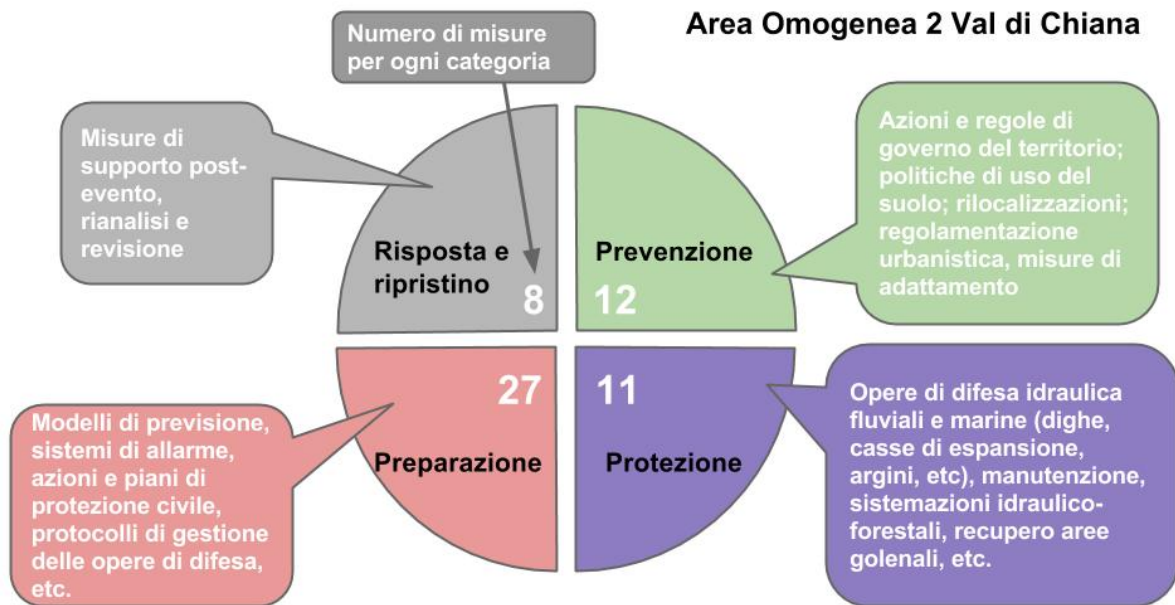 Area Omogenea 2 Val di Chiana
Numero di misure
per ogni categoria
Misure di
supporto post-
evento,
rianalisi e
revisione
Risposta e
ripristino
8
Prevenzione
12
Azioni e regole di
governo del territorio;
politiche di uso del
suolo; rilocalizzazioni;
regolamentazione
urbanistica, misure di
adattamento
Modelli di previsione,
sistemi di allarme,
azioni e piani di
protezione civile,
protocolli di gestione
delle opere di difesa,
etc.
27
Preparazione
11
Protezione
Opere di difesa idraulica
fluviali e marine (dighe,
casse di espansione,
argini, etc), manutenzione,
sistemazioni idraulico-
forestali, recupero aree
golenali, etc.